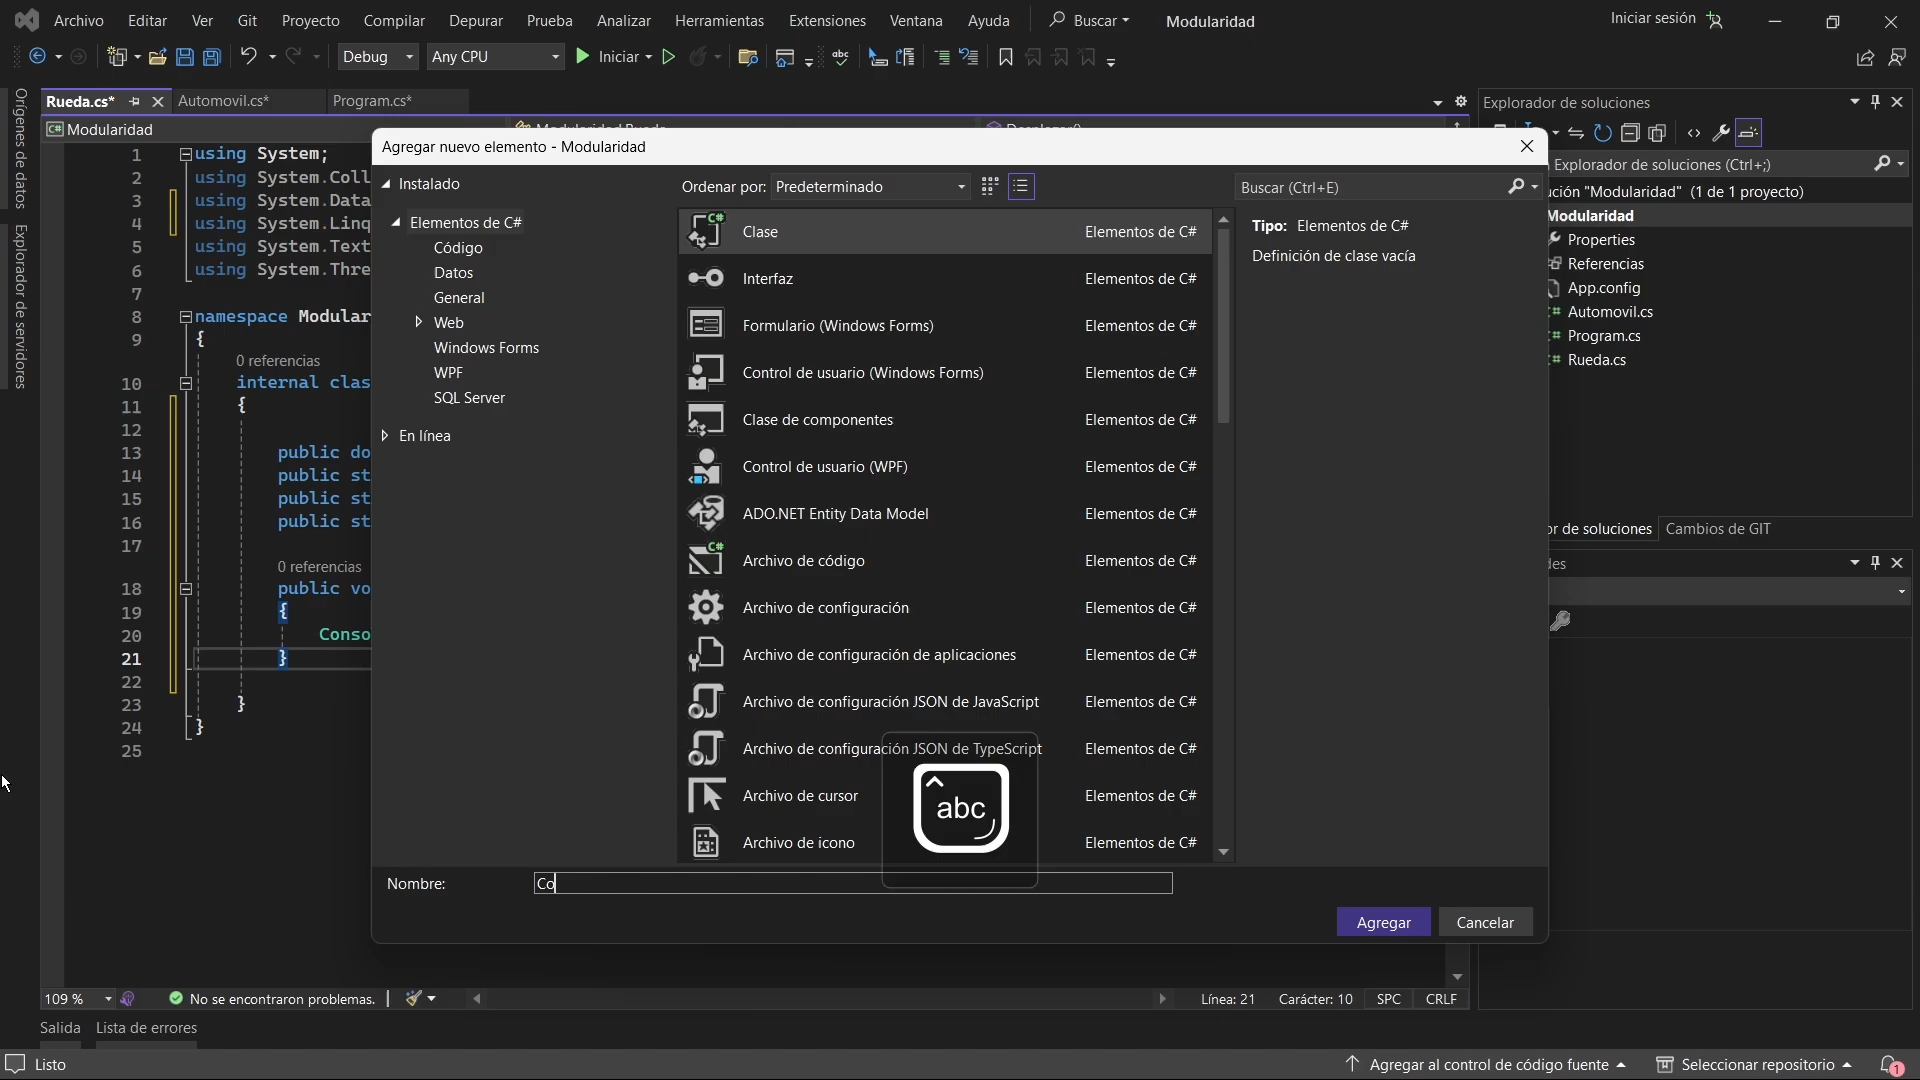 Archivo Editar Ver Git Proyecto Compilar Depurar Prueba Analizar Herramientas Extensiones Ventana Ayuda Buscar Modularidad Iniciar sesión
Debug Any CPU Iniciar
Orígenes de datos
Explorador de servidores
Rueda.cs* Automovil.cs* Program.cs*
C# Modularidad
1 using System;
2 using System.Coll
3 using System.Data
4 using System.Linq
5 using System.Text
6 using System.Thre
7
8 namespace Modular
9 {
0 referencias
10 internal clas
11 {
12
13 public do
14 public st
15 public st
16 public st
17
0 referencias
18 public vo
19 {
20 Conso
21 }
22
23 }
24 }
25
Agregar nuevo elemento - Modularidad
Instalado
Elementos de C#
Código
Datos
General
Web
Windows Forms
WPF
SQL Server
En línea
Ordenar por: Predeterminado
Buscar (Ctrl+E)
Clase Elementos de C#
Interfaz Elementos de C#
Formulario (Windows Forms) Elementos de C#
Control de usuario (Windows Forms) Elementos de C#
Clase de componentes Elementos de C#
Control de usuario (WPF) Elementos de C#
ADO.NET Entity Data Model Elementos de C#
Archivo de código Elementos de C#
Archivo de configuración Elementos de C#
Archivo de configuración de aplicaciones Elementos de C#
Archivo de configuración JSON de JavaScript Elementos de C#
Archivo de configuración JSON de TypeScript Elementos de C#
Archivo de cursor Elementos de C#
Archivo de icono Elementos de C#
abc
Tipo: Elementos de C#
Definición de clase vacía
Nombre: Co
Agregar Cancelar
Explorador de soluciones
Explorador de soluciones (Ctrl+;)
ución "Modularidad" (1 de 1 proyecto)
Modularidad
Properties
Referencias
App.config
Automovil.cs
Program.cs
Rueda.cs
or de soluciones Cambios de GIT
des
109 % No se encontraron problemas. Línea: 21 Carácter: 10 SPC CRLF
Salida Lista de errores
Listo Agregar al control de código fuente Seleccionar repositorio 1